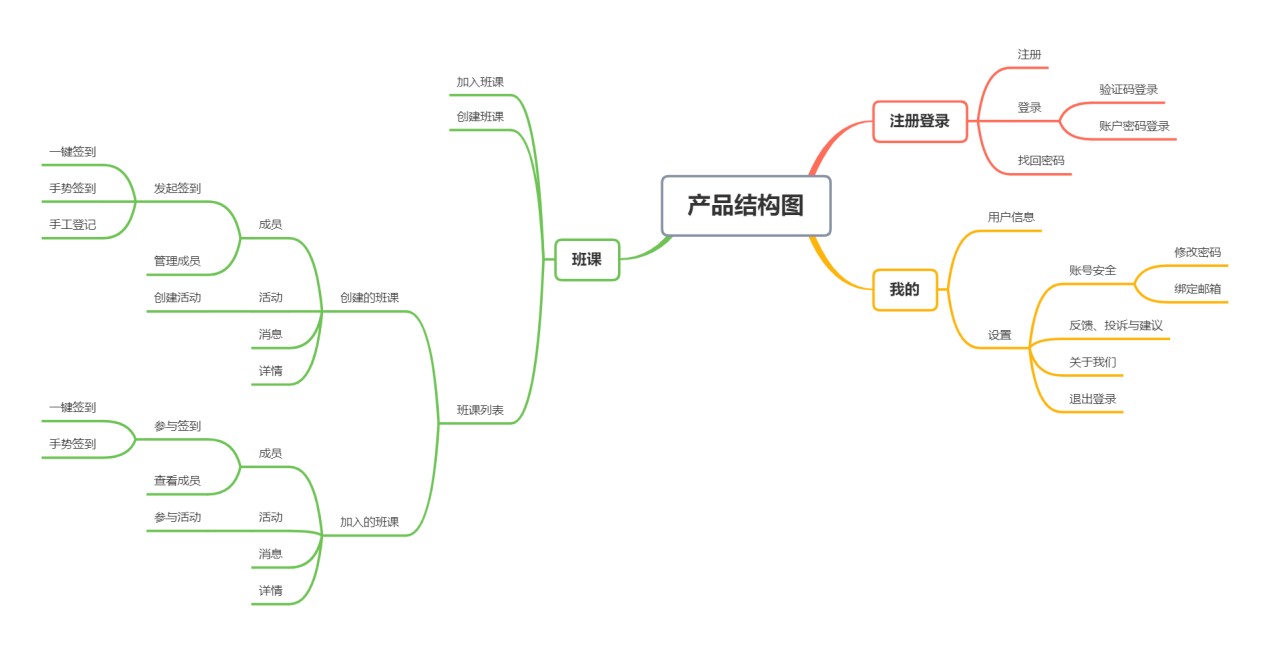 产品结构图
注册登录
注册
登录
验证码登录
账户密码登录
找回密码
我的
用户信息
设置
账号安全
修改密码
绑定邮箱
反馈、投诉与建议
关于我们
退出登录
班课
加入班课
创建班课
班课列表
创建的班课
成员
发起签到
一键签到
手势签到
手工登记
管理成员
活动
创建活动
消息
详情
加入的班课
成员
参与签到
一键签到
手势签到
查看成员
活动
参与活动
消息
详情